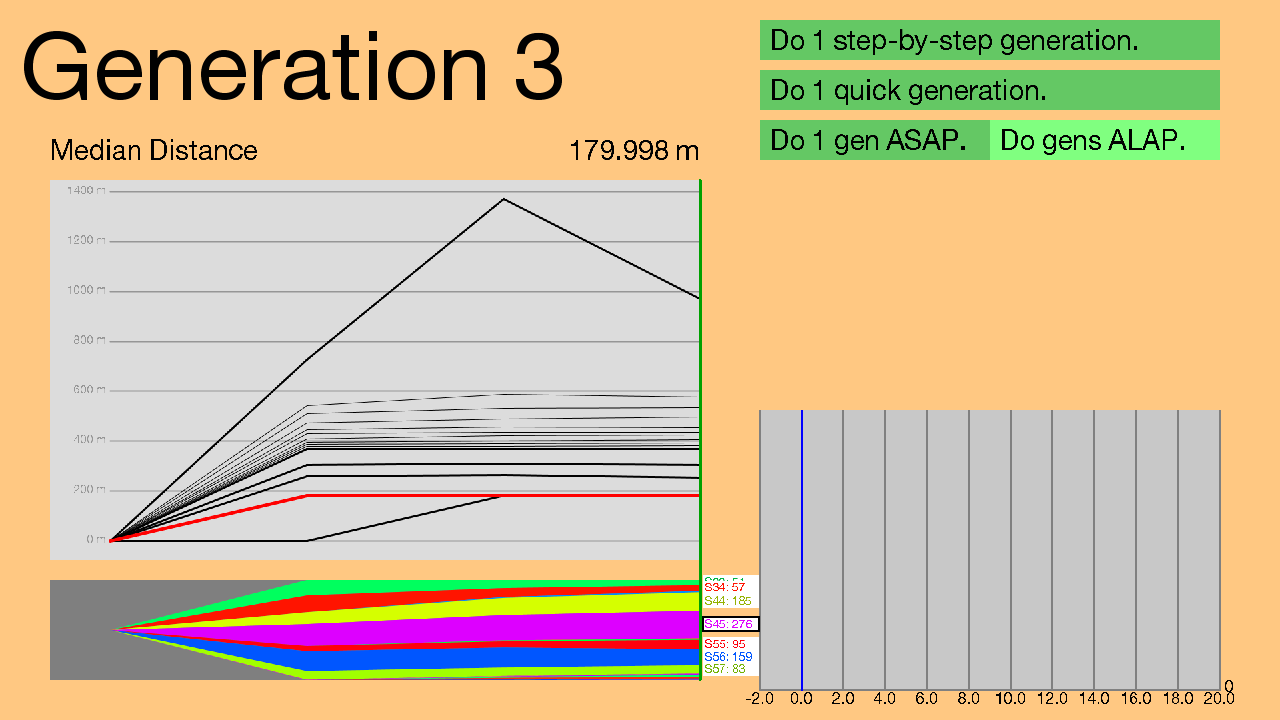 Generation 3
Do 1 step-by-step generation.
Do 1 quick generation.
Do 1 gen ASAP. Do gens ALAP.
Median Distance 179.998 m
1400 m
1200 m
1000 m
800 m
600 m
400 m
200 m
0 m
S34: 57
S44: 185
S45: 276
S55: 95
S56: 159
S57: 83
0
-2.0 0.0 2.0 4.0 6.0 8.0 10.0 12.0 14.0 16.0 18.0 20.0